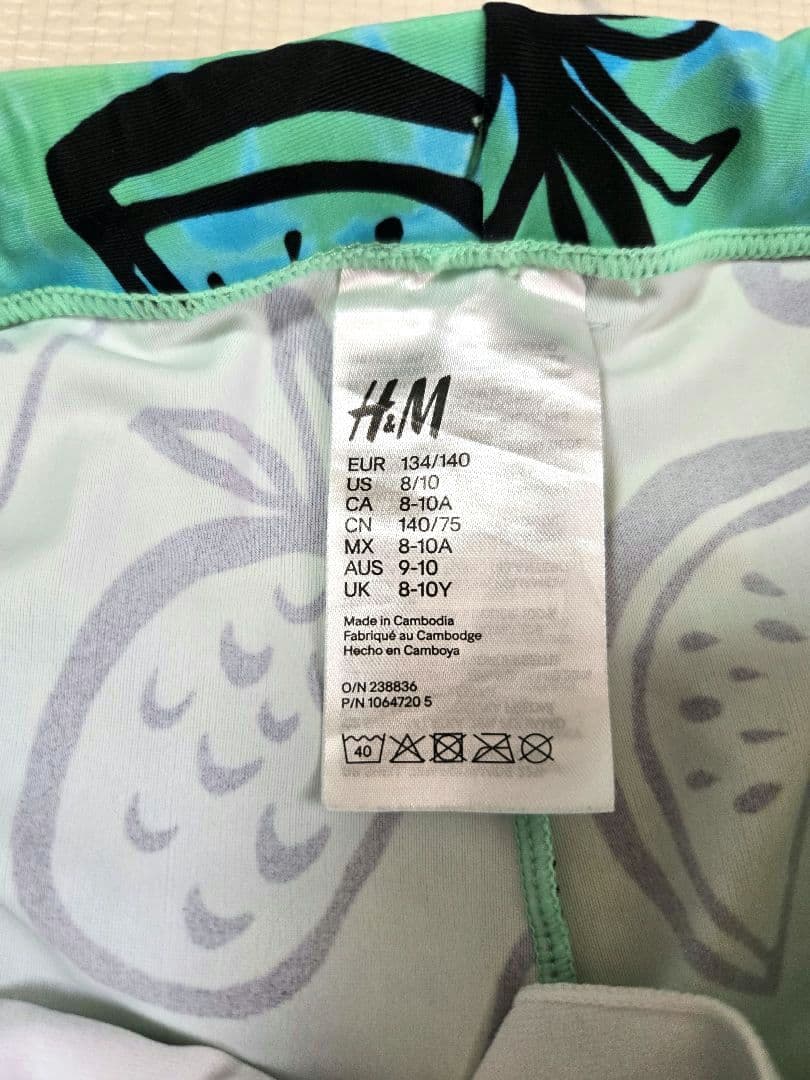 H&M
EUR 134/140
US 8/10
CA 8-10A
CN 140/75
MX 8-10A
AUS 9-10
UK 8-10Y
Made in Cambodia
Fabriqué au Cambodge
Hecho en Camboya
O/N 238836
P/N 1064720 5
40